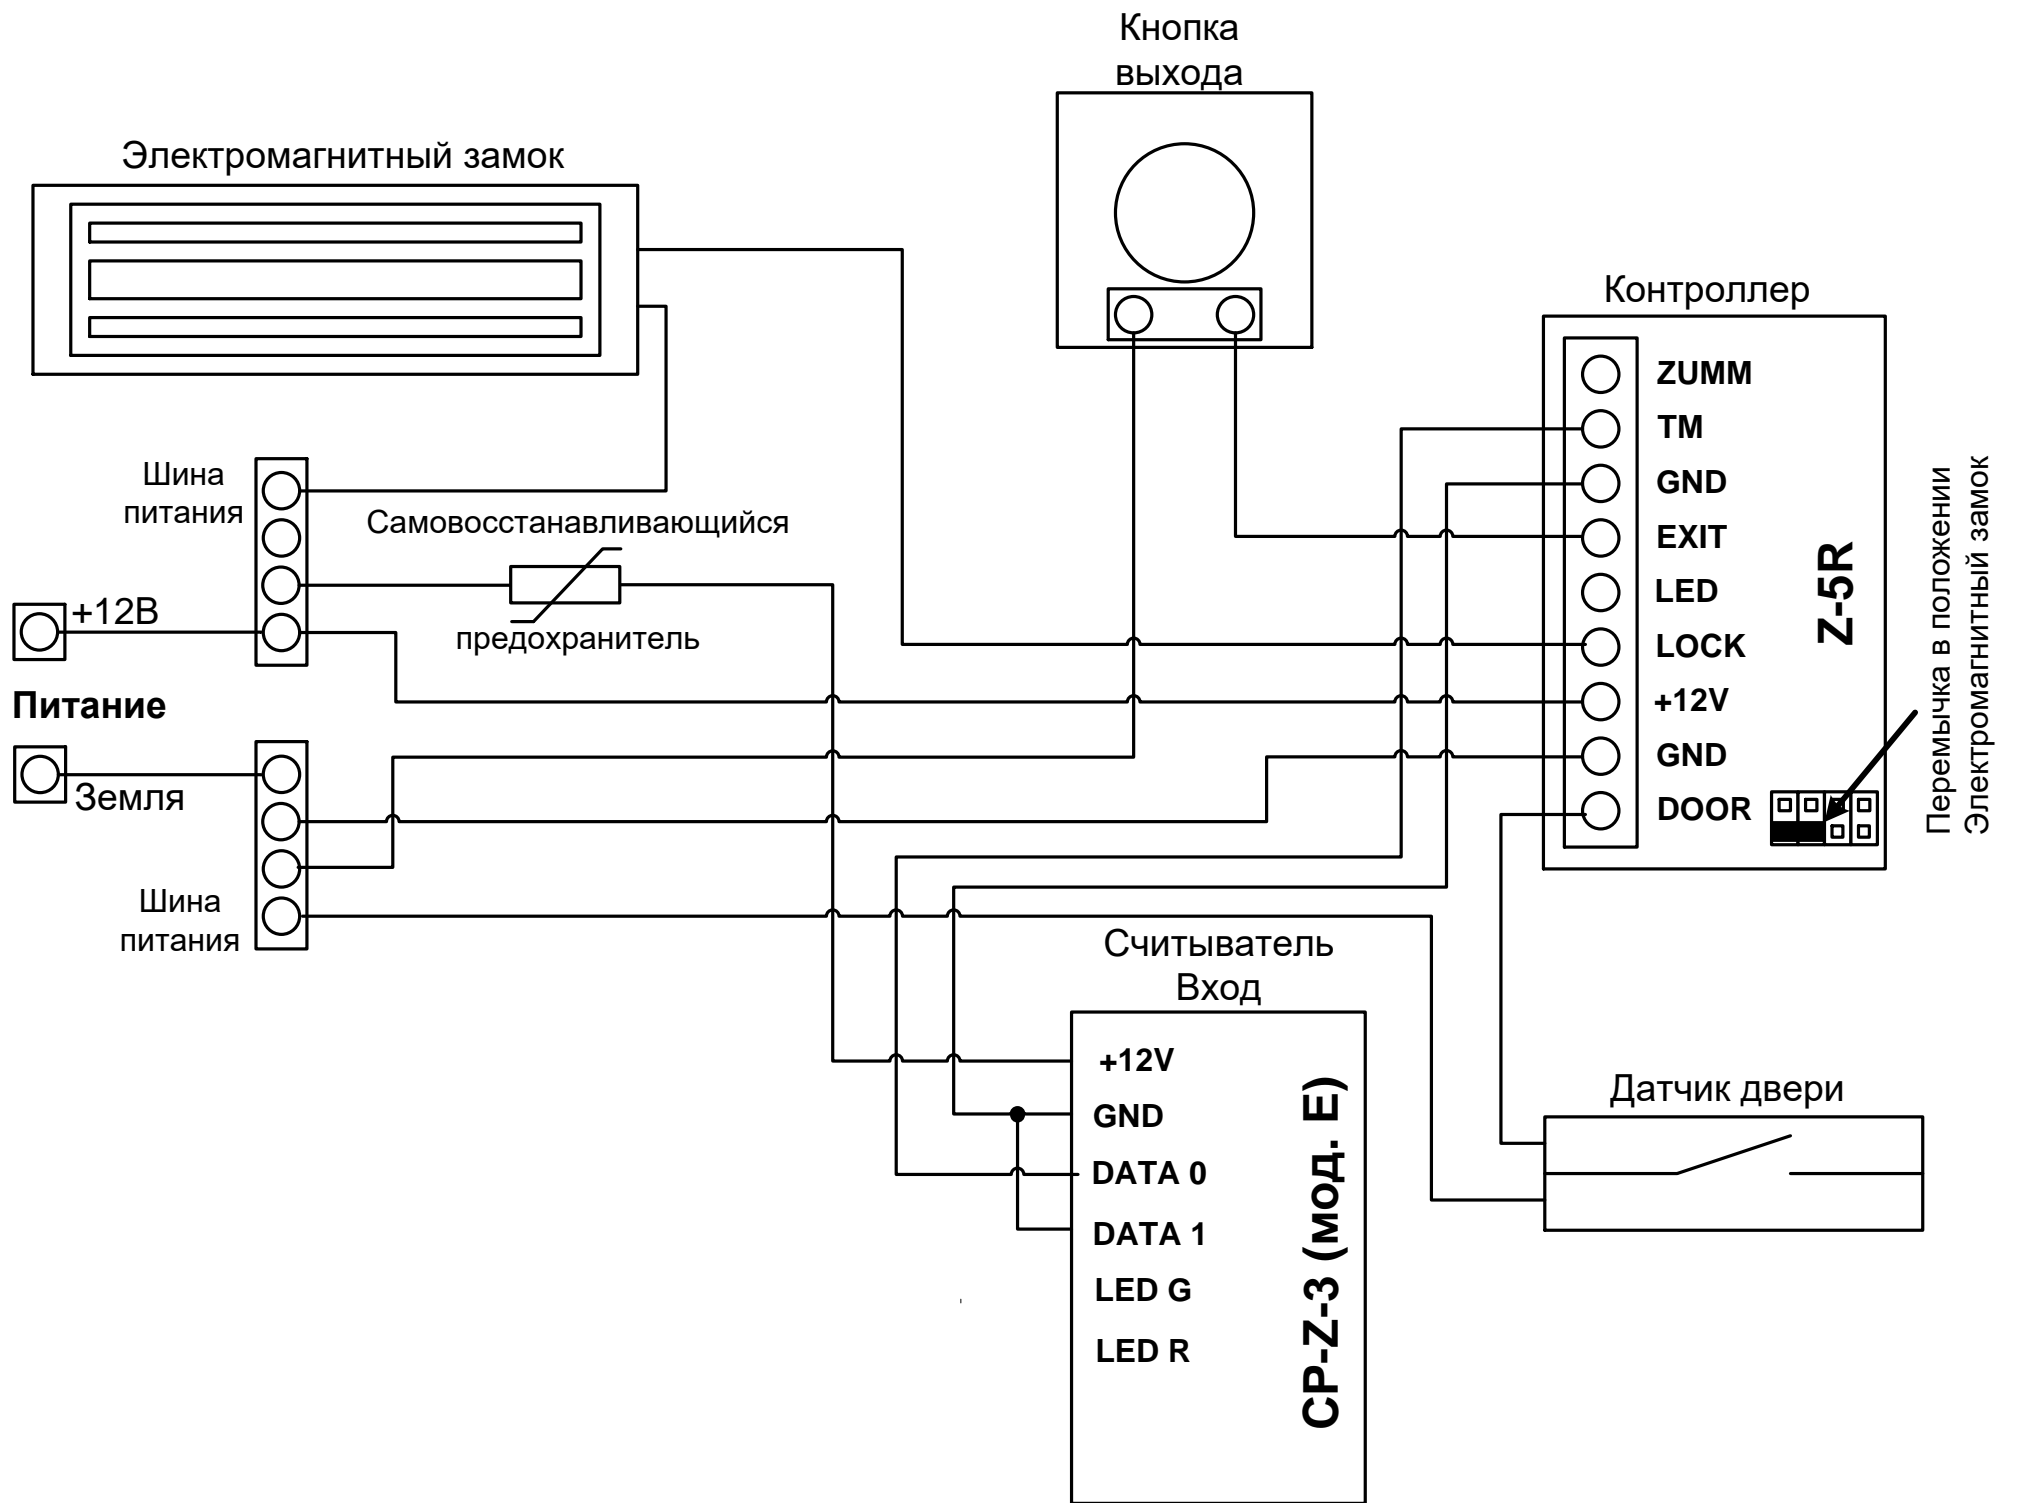 Кнопка
выхода
Электромагнитный замок
Контроллер
ZUMM
TM
GND
EXIT
LED
LOCK
+12V
GND
DOOR
Z-5R
Перемычка в положении
Электромагнитный замок
Шина
питания
Самовосстанавливающийся
предохранитель
+12В
Питание
Земля
Шина
питания
Считыватель
Вход
+12V
GND
DATA 0
DATA 1
LED G
LED R
CP-Z-3 (мод. E)
Датчик двери